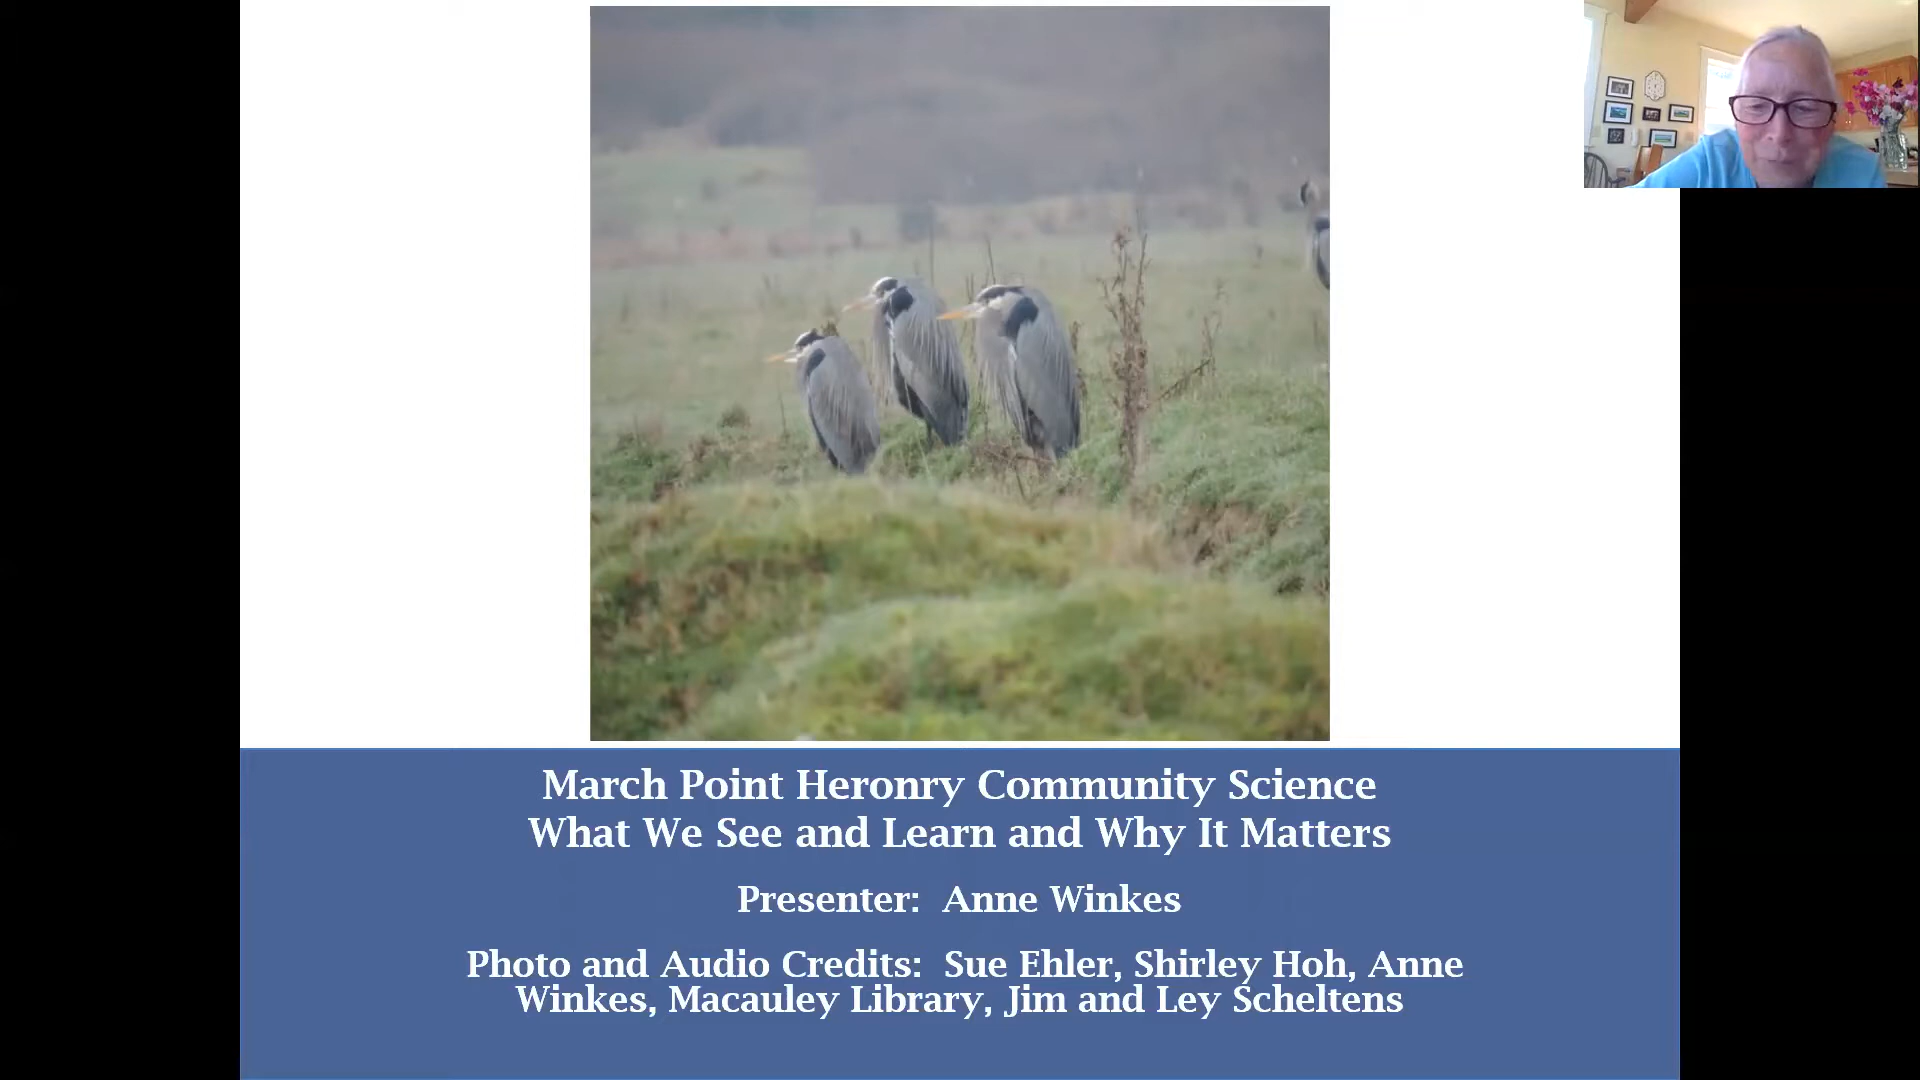 March Point Heronry Community Science
What We See and Learn and Why It Matters
Presenter: Anne Winkes
Photo and Audio Credits: Sue Ehler, Shirley Hoh, Anne
Winkes, Macauley Library, Jim and Ley Scheltens